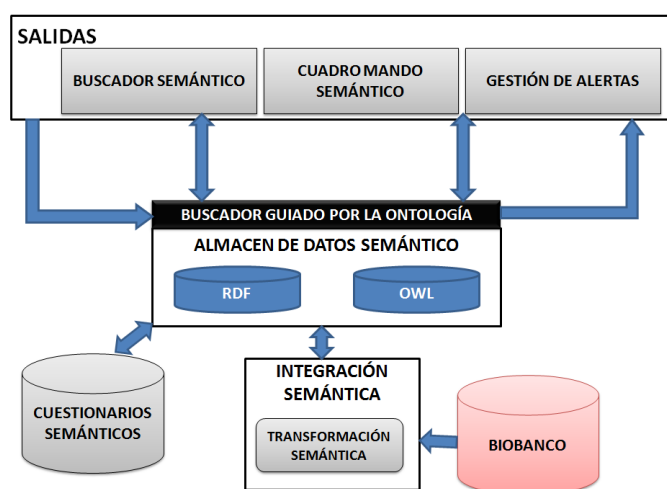 SALIDAS
BUSCADOR SEMÁNTICO
CUADRO MANDO
SEMÁNTICO
GESTIÓN DE ALERTAS
BUSCADOR GUIADO POR LA ONTOLOGÍA
ALMACEN DE DATOS SEMÁNTICO
RDF
OWL
CUESTIONARIOS
SEMÁNTICOS
INTEGRACIÓN
SEMÁNTICA
TRANSFORMACIÓN
SEMÁNTICA
BIOBANCO